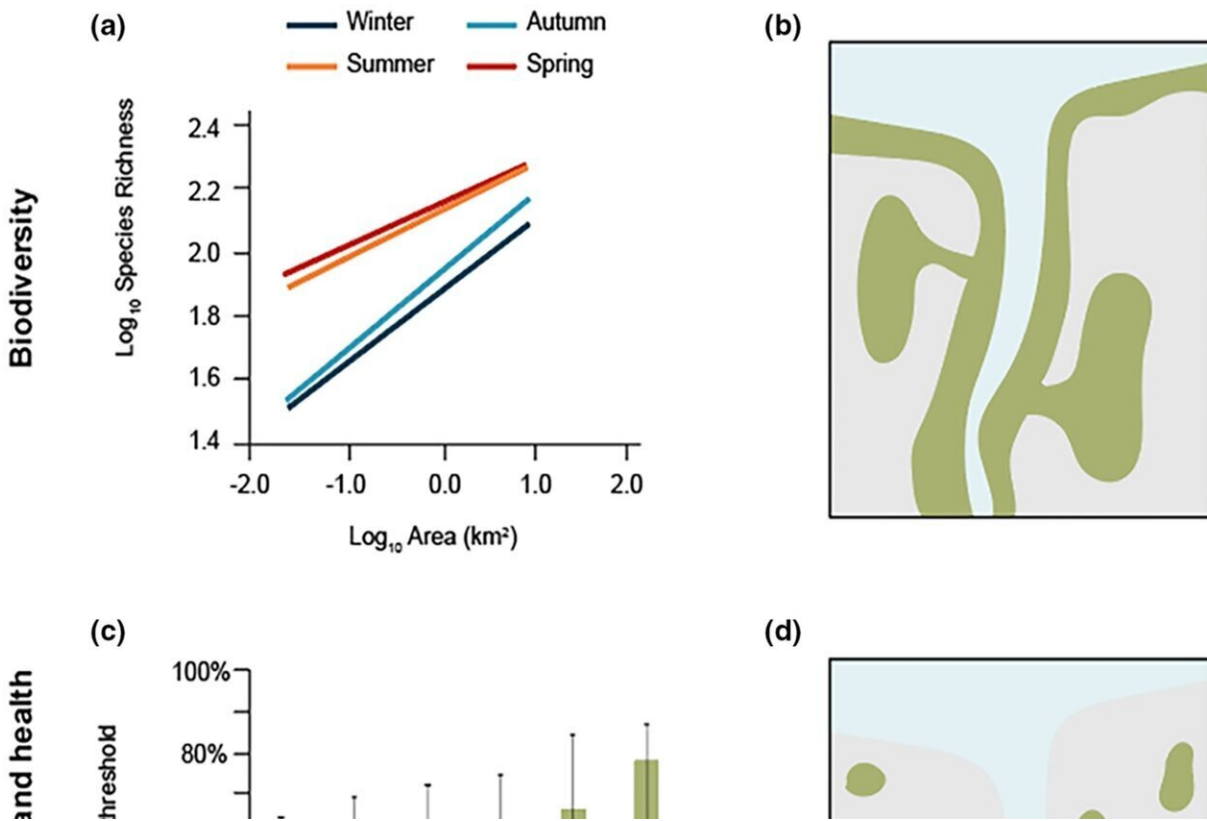 (a)
Winter
Autumn
Summer
Spring
Biodiversity
Log₁₀ Species Richness
2.4
2.2
2.0
1.8
1.6
1.4
-2.0 -1.0 0.0 1.0 2.0
Log₁₀ Area (km²)
(b)
(c)
and health
threshold
100%
80%
(d)